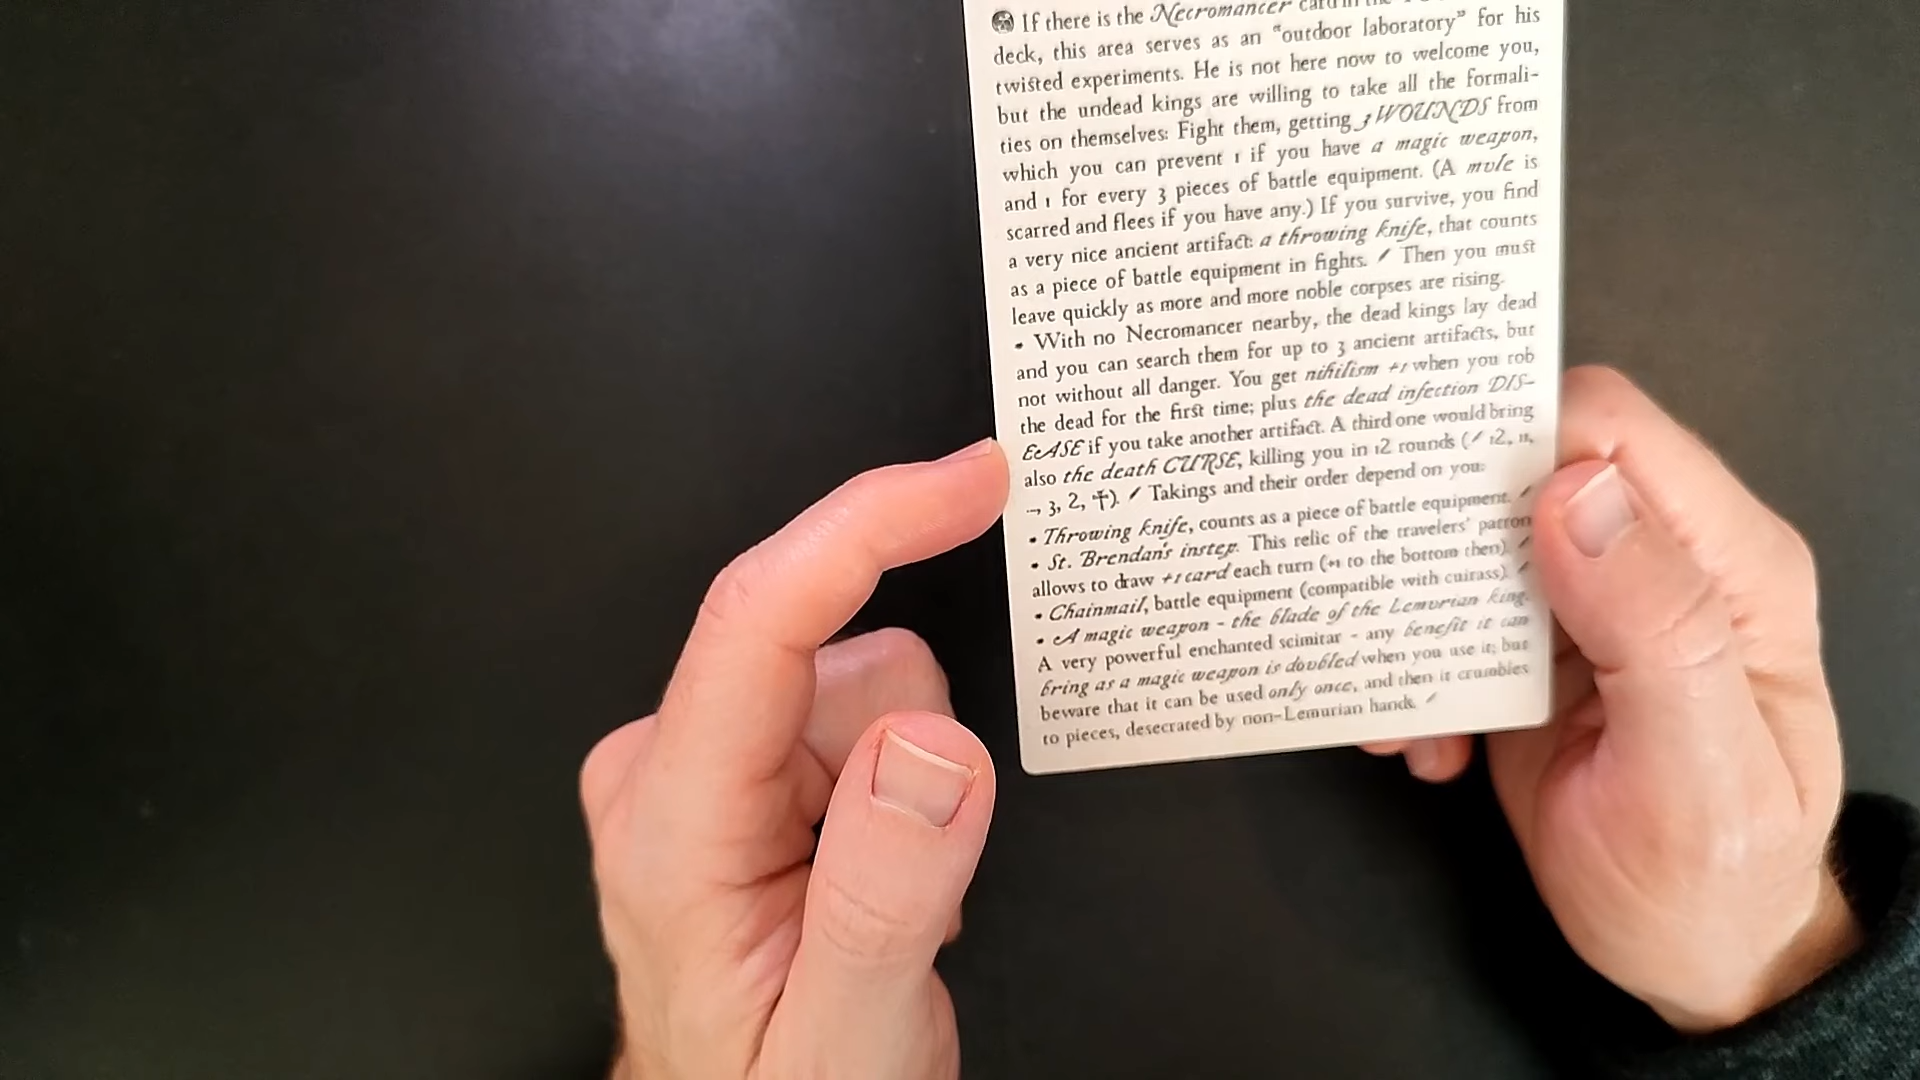 If there is the Necromancer card in the
deck, this area serves as an “outdoor laboratory” for his
twisted experiments. He is not here now to welcome you,
but the undead kings are willing to take all the formali-
ties on themselves: Fight them, getting 3 WOUNDS from
which you can prevent 1 if you have a magic weapon,
and 1 for every 3 pieces of battle equipment. (A mule is
scarred and flees if you have any.) If you survive, you find
a very nice ancient artifact: a throwing knife, that counts
as a piece of battle equipment in fights. / Then you must
leave quickly as more and more noble corpses are rising.
• With no Necromancer nearby, the dead kings lay dead
and you can search them for up to 3 ancient artifacts, but
not without all danger. You get nihilism +1 when you rob
the dead for the first time; plus the dead infection DIS-
EASE if you take another artifact. A third one would bring
also the death CURSE, killing you in 12 rounds (/ 12, 11,
..., 3, 2, †). / Takings and their order depend on you:
• Throwing knife, counts as a piece of battle equipment. /
• St. Brendan's instep. This relic of the travelers' patron
allows to draw +1 card each turn (+1 to the bottom then). /
• Chainmail, battle equipment (compatible with cuirass). /
• A magic weapon - the blade of the Lemurian king.
A very powerful enchanted scimitar - any benefit it can
bring as a magic weapon is doubled when you use it; but
beware that it can be used only once, and then it crumbles
to pieces, desecrated by non-Lemurian hands. /